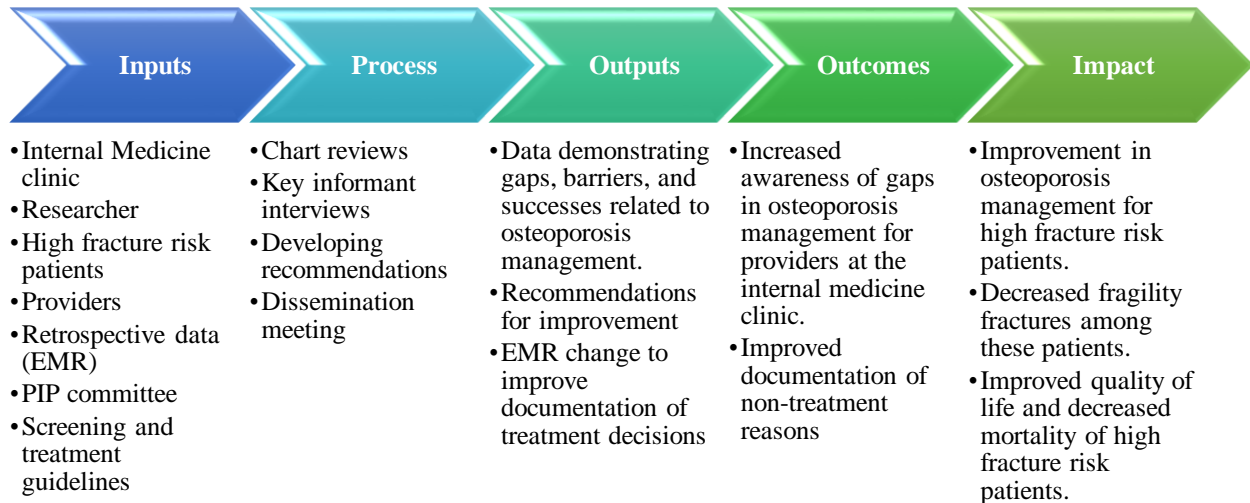 Inputs
Process
Outputs
Outcomes
Impact
•Internal Medicine
clinic
•Researcher
•High fracture risk
patients
•Providers
•Retrospective data
(EMR)
•PIP committee
•Screening and
treatment
guidelines
•Chart reviews
•Key informant
interviews
•Developing
recommendations
•Dissemination
meeting
•Data demonstrating
gaps, barriers, and
successes related to
osteoporosis
management.
•Recommendations
for improvement
•EMR change to
improve
documentation of
treatment decisions
•Increased
awareness of gaps
in osteoporosis
management for
providers at the
internal medicine
clinic.
•Improved
documentation of
non-treatment
reasons
•Improvement in
osteoporosis
management for
high fracture risk
patients.
•Decreased fragility
fractures among
these patients.
•Improved quality of
life and decreased
mortality of high
fracture risk
patients.